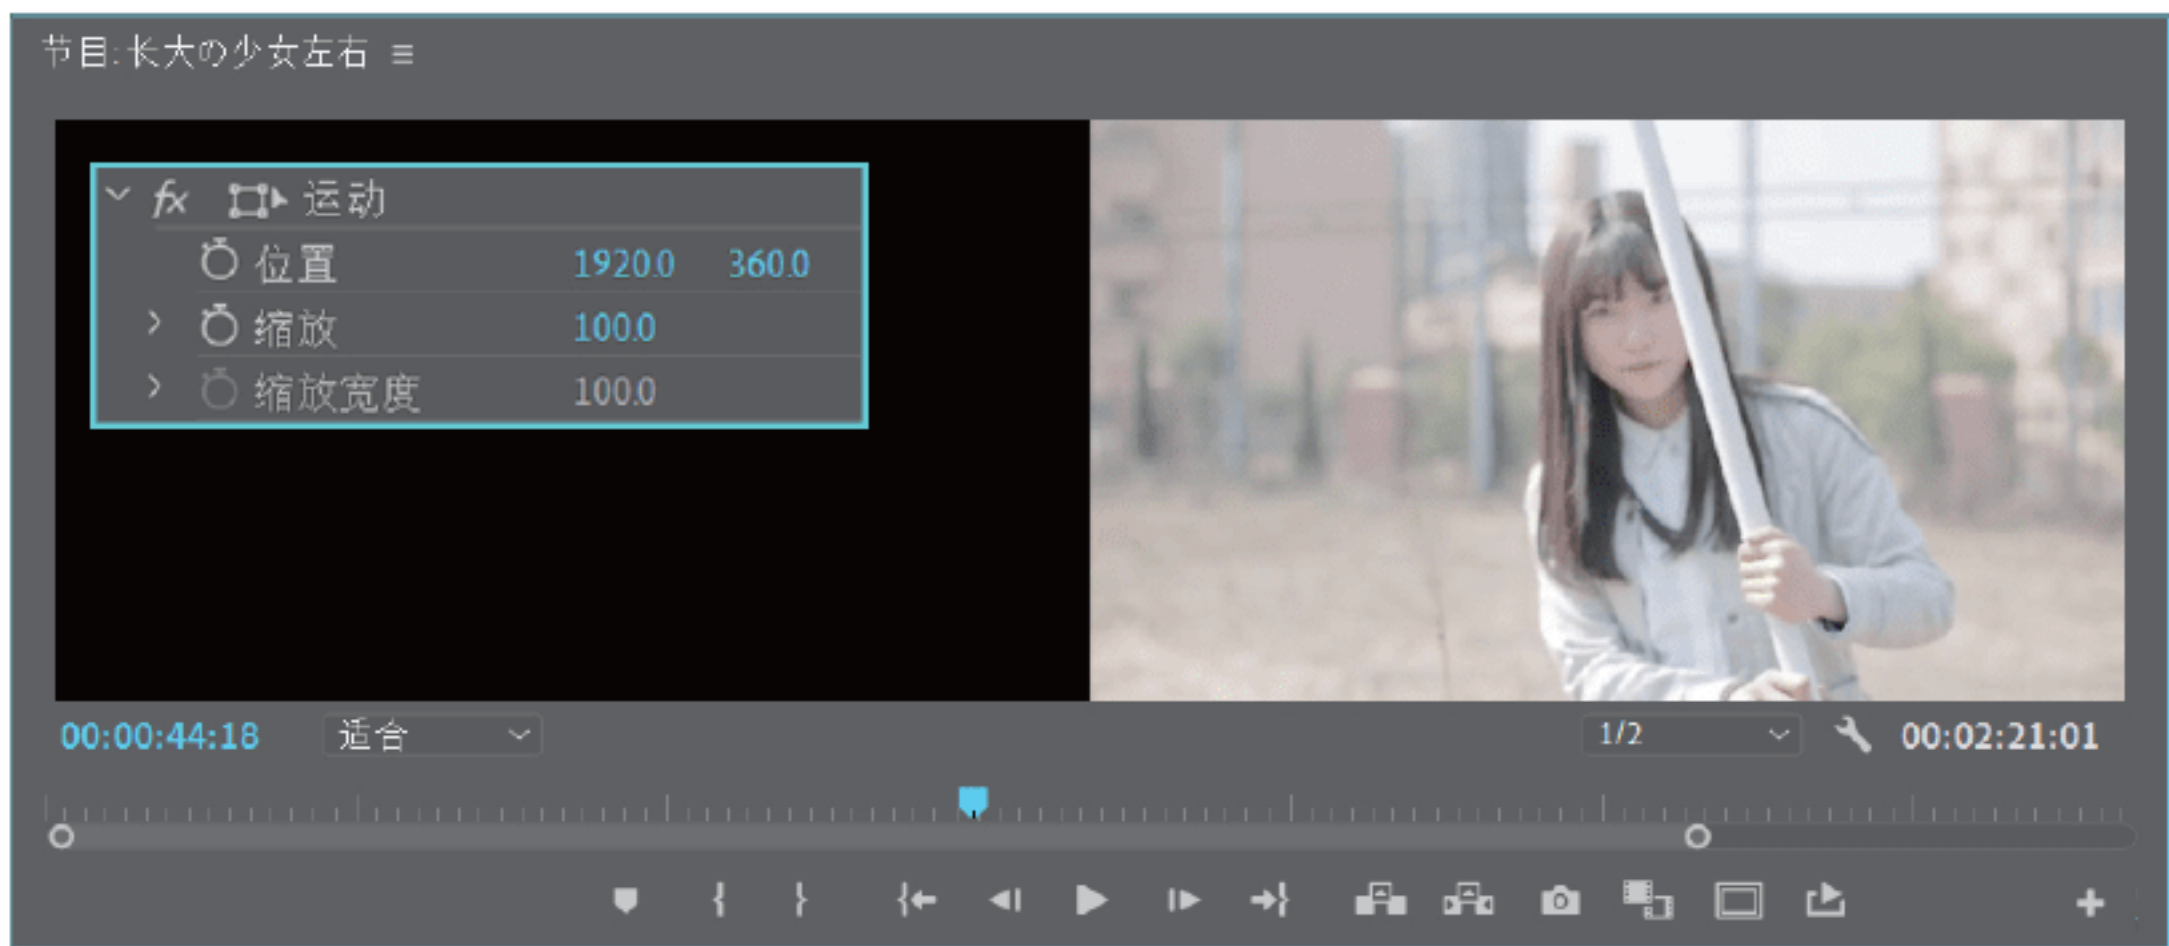 节目:长大の少女左右
fx 运动
位置 1920.0 360.0
缩放 100.0
缩放宽度 100.0
00:00:44:18 适合 1/2 00:02:21:01